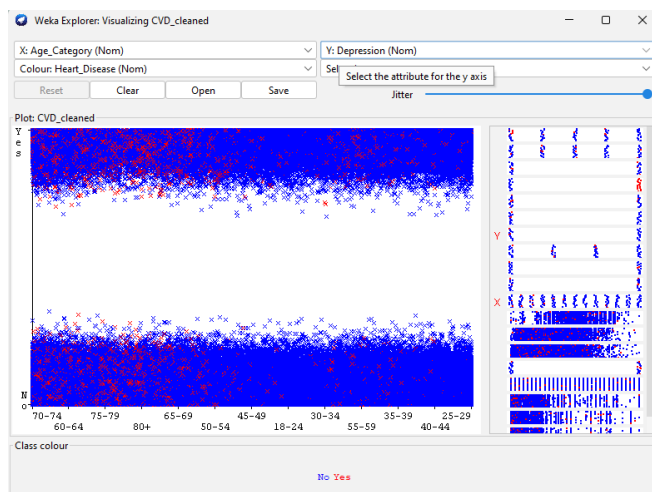 Weka Explorer: Visualizing CVD_cleaned
X: Age_Category (Nom)
Y: Depression (Nom)
Colour: Heart_Disease (Nom)
Select the attribute for the y axis
Reset Clear Open Save
Jitter
Plot: CVD_cleaned
Yes
No
Y
X
70-74 75-79 65-69 45-49 30-34 35-39 25-29
60-64 80+ 50-54 18-24 55-59 40-44
Class colour
No Yes